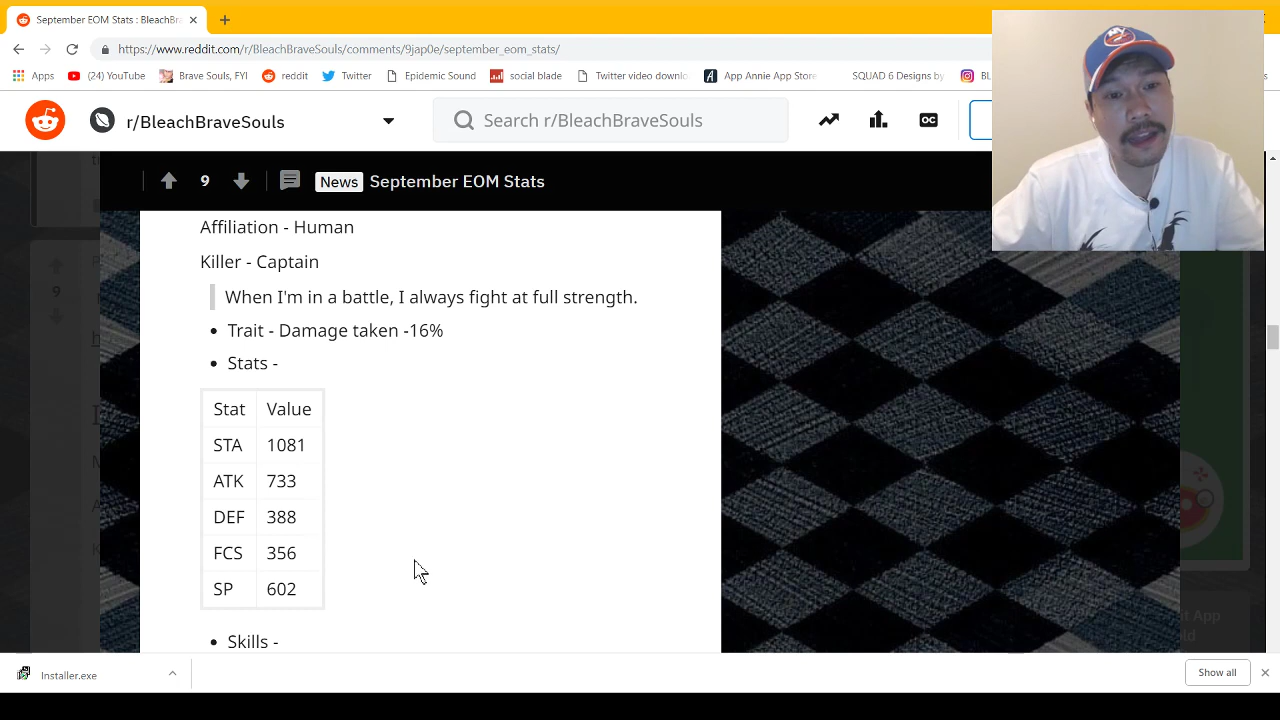 September EOM Stats : BleachBrav
https://www.reddit.com/r/BleachBraveSouls/comments/9jap0e/september_eom_stats/
Apps (24) YouTube Brave Souls, FYI reddit Twitter Epidemic Sound social blade Twitter video downlo App Annie App Store SQUAD 6 Designs by BL
r/BleachBraveSouls Search r/BleachBraveSouls OC
9 News September EOM Stats
Affiliation - Human
Killer - Captain
When I'm in a battle, I always fight at full strength.
• Trait - Damage taken -16%
• Stats -
Stat Value
STA 1081
ATK 733
DEF 388
FCS 356
SP 602
• Skills -
9
Installer.exe Show all